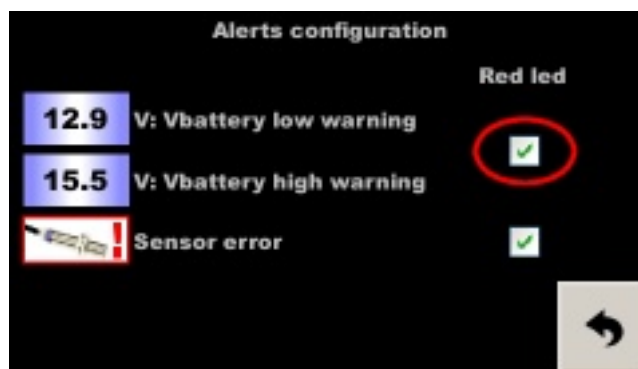 Alerts configuration
Red led
12.9 V: Vbattery low warning
15.5 V: Vbattery high warning
! Sensor error